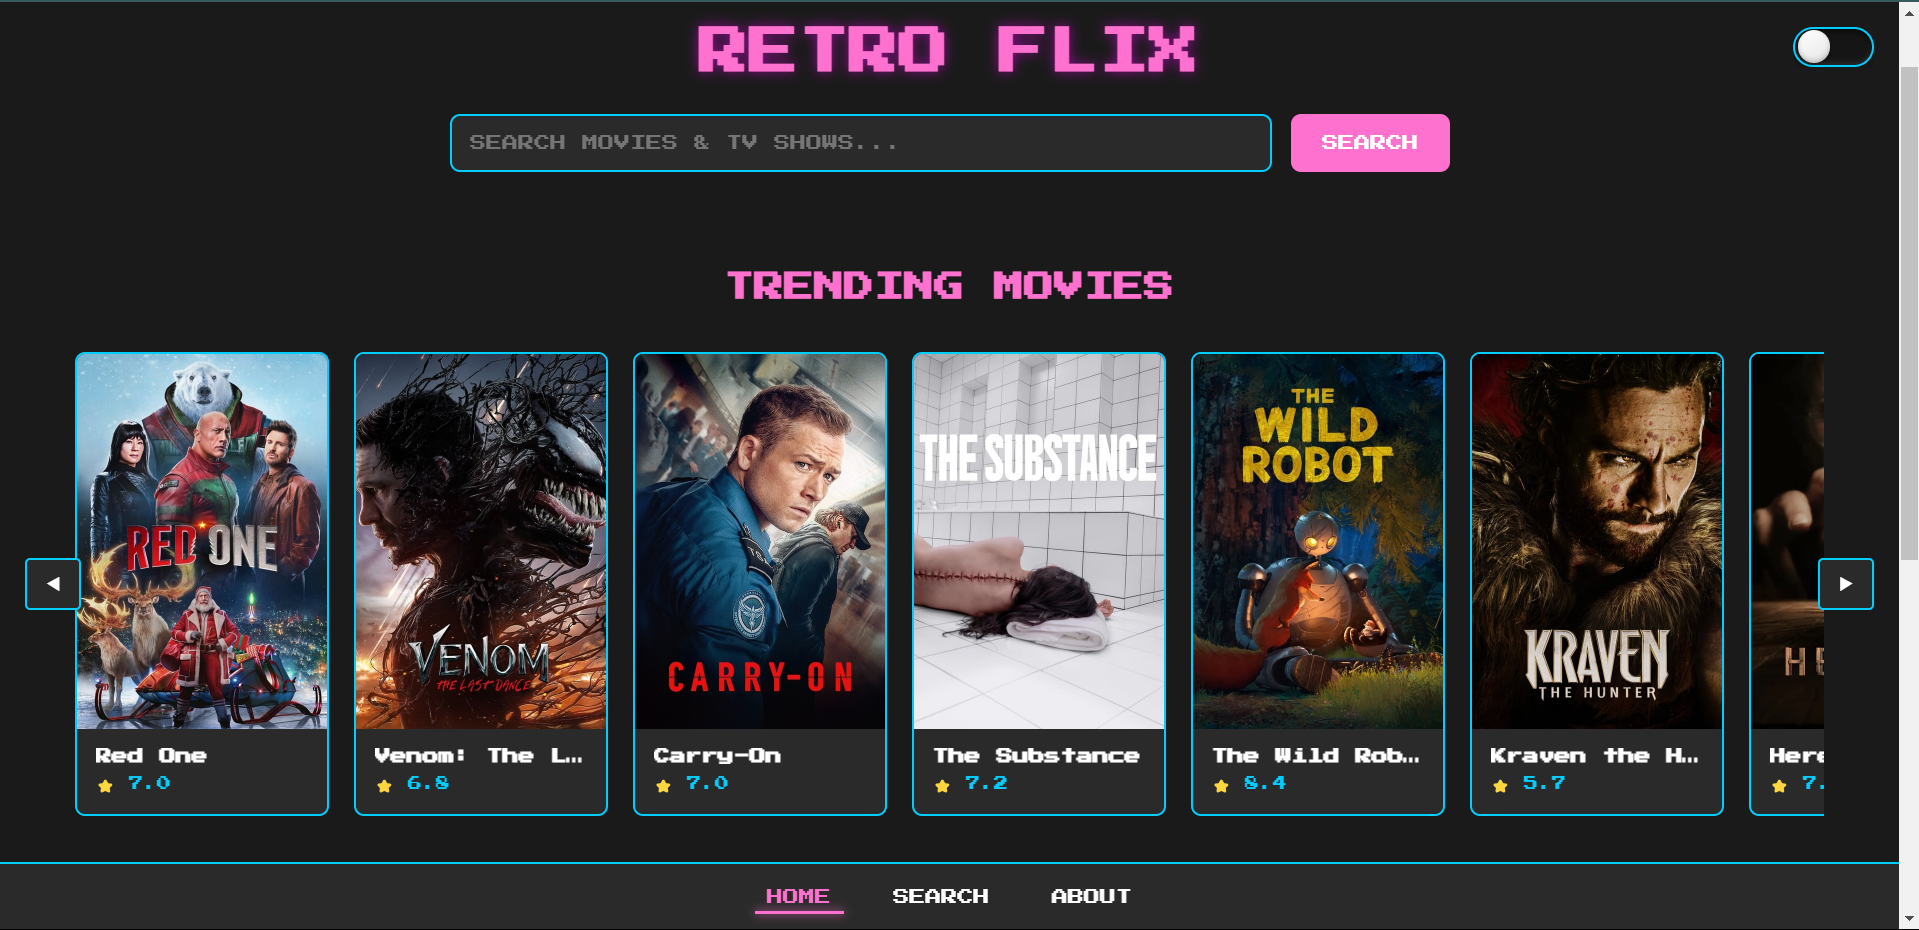 RETRO FLIX
SEARCH MOVIES & TV SHOWS...
SEARCH
TRENDING MOVIES
RED ONE
VENOM
THE LAST DANCE
CARRY-ON
THE SUBSTANCE
THE
WILD
ROBOT
KRAVEN
THE HUNTER
HE
Red One
7.0
Venom: The L...
6.8
Carry-On
7.0
The Substance
7.2
The Wild Rob...
8.4
Kraven the H...
5.7
Here
7.
HOME
SEARCH
ABOUT